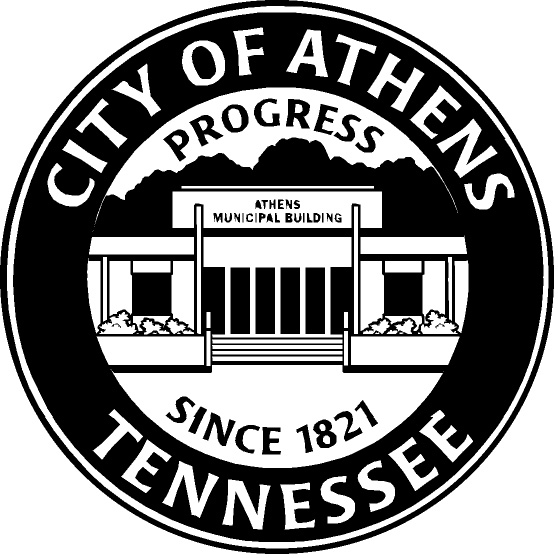 CITY OF ATHENS
PROGRESS
ATHENS
MUNICIPAL BUILDING
SINCE 1821
TENNESSEE